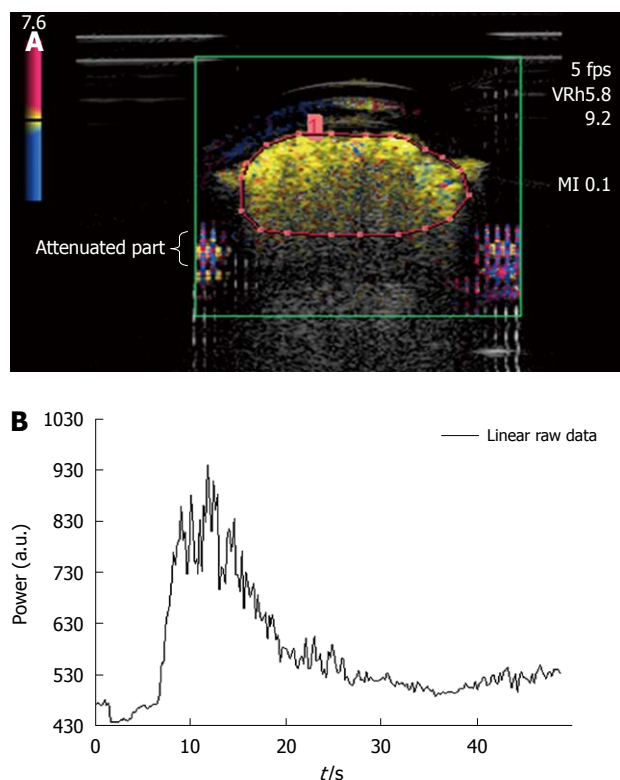 7.6
A
1
5 fps
VRh5.8
9.2
MI 0.1
Attenuated part
B
1030
930
830
730
630
530
430
Power (a.u.)
Linear raw data
0
10
20
30
40
t/s